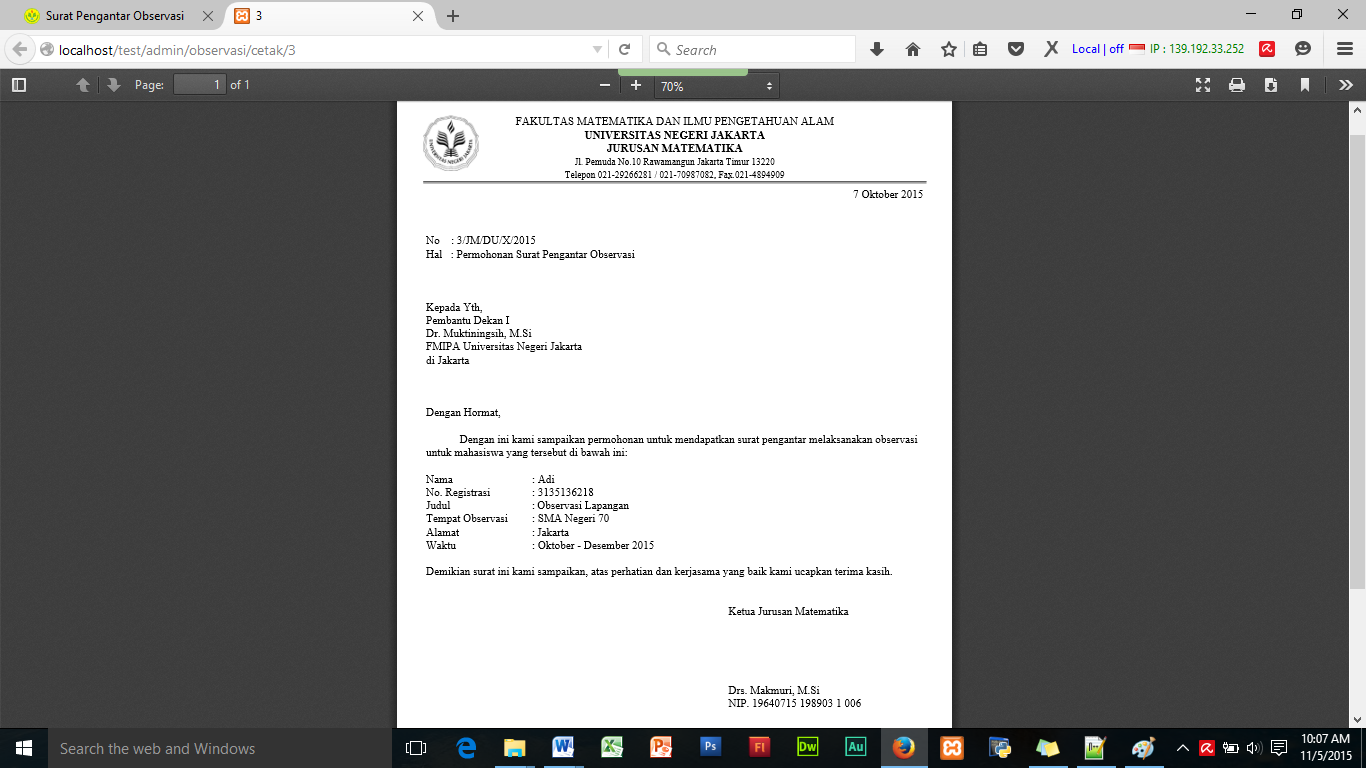 Surat Pengantar Observasi
3
localhost/test/admin/observasi/cetak/3
Search
Local | off
IP : 139.192.33.252
Page: 1 of 1
70%
UNIVERSITAS NEGERI JAKARTA
FAKULTAS MATEMATIKA DAN ILMU PENGETAHUAN ALAM
UNIVERSITAS NEGERI JAKARTA
JURUSAN MATEMATIKA
Jl. Pemuda No.10 Rawamangun Jakarta Timur 13220
Telepon 021-29266281 / 021-70987082, Fax.021-4894909
7 Oktober 2015
No : 3/JM/DU/X/2015
Hal : Permohonan Surat Pengantar Observasi
Kepada Yth,
Pembantu Dekan I
Dr. Muktiningsih, M.Si
FMIPA Universitas Negeri Jakarta
di Jakarta
Dengan Hormat,
Dengan ini kami sampaikan permohonan untuk mendapatkan surat pengantar melaksanakan observasi
untuk mahasiswa yang tersebut di bawah ini:
Nama : Adi
No. Registrasi : 3135136218
Judul : Observasi Lapangan
Tempat Observasi : SMA Negeri 70
Alamat : Jakarta
Waktu : Oktober - Desember 2015
Demikian surat ini kami sampaikan, atas perhatian dan kerjasama yang baik kami ucapkan terima kasih.
Ketua Jurusan Matematika
Drs. Makmuri, M.Si
NIP. 19640715 198903 1 006
Search the web and Windows
Ps
Fl
Dw
Au
10:07 AM
11/5/2015